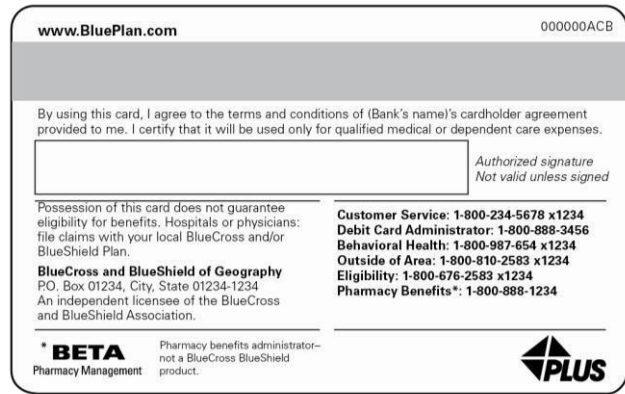 www.BluePlan.com
000000ACB
By using this card, I agree to the terms and conditions of (Bank's name)'s cardholder agreement
provided to me. I certify that it will be used only for qualified medical or dependent care expenses.
Authorized signature
Not valid unless signed
Possession of this card does not guarantee
eligibility for benefits. Hospitals or physicians:
file claims with your local BlueCross and/or
BlueShield Plan.
BlueCross and BlueShield of Geography
P.O. Box 01234, City, State 01234-1234
An independent licensee of the BlueCross
and BlueShield Association.
Customer Service: 1-800-234-5678 x1234
Debit Card Administrator: 1-800-888-3456
Behavioral Health: 1-800-987-654 x1234
Outside of Area: 1-800-810-2583 x1234
Eligibility: 1-800-676-2583 x1234
Pharmacy Benefits*: 1-800-888-1234
* BETA
Pharmacy Management
Pharmacy benefits administrator–
not a BlueCross BlueShield
product.
PLUS